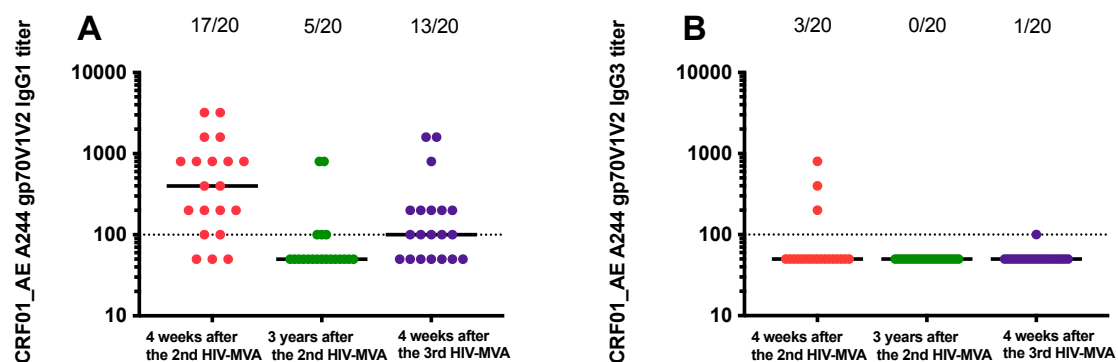 A
17/20 5/20 13/20
CRF01_AE A244 gp70V1V2 IgG1 titer
10000
1000
100
10
4 weeks after
the 2nd HIV-MVA
3 years after
the 2nd HIV-MVA
4 weeks after
the 3rd HIV-MVA
B
3/20 0/20 1/20
CRF01_AE A244 gp70V1V2 IgG3 titer
10000
1000
100
10
4 weeks after
the 2nd HIV-MVA
3 years after
the 2nd HIV-MVA
4 weeks after
the 3rd HIV-MVA